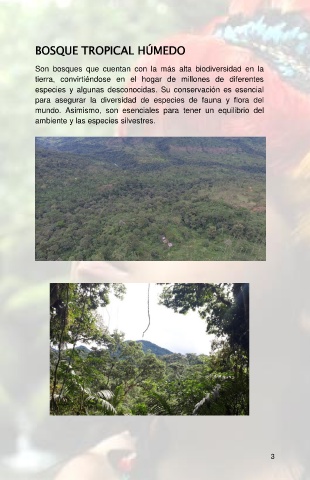 BOSQUE TROPICAL HÚMEDO
Son bosques que cuentan con la más alta biodiversidad en la
tierra, convirtiéndose en el hogar de millones de diferentes
especies y algunas desconocidas. Su conservación es esencial
para asegurar la diversidad de especies de fauna y flora del
mundo. Asimismo, son esenciales para tener un equilibrio del
ambiente y las especies silvestres.
3